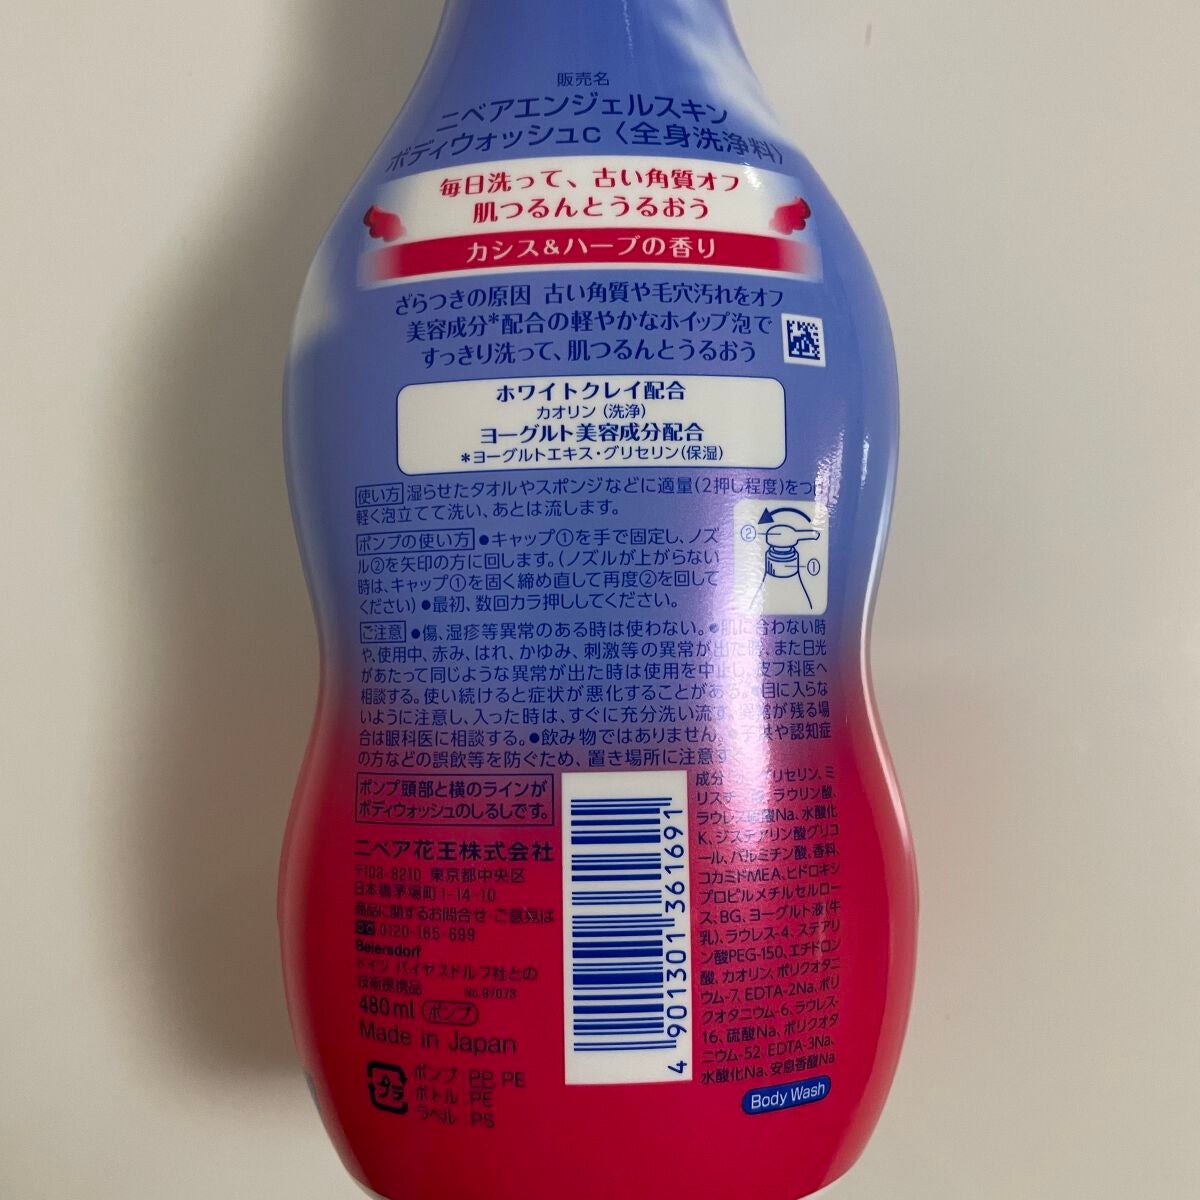 販売名
ニベアエンジェルスキン
ボディウォッシュc〈全身洗浄料〉
毎日洗って、古い角質オフ
肌つるんとうるおう
カシス&ハーブの香り
ざらつきの原因 古い角質や毛穴汚れをオフ
美容成分*配合の軽やかなホイップ泡で
すっきり洗って、肌つるんとうるおう
ホワイトクレイ配合
カオリン(洗浄)
ヨーグルト美容成分配合
*ヨーグルトエキス・グリセリン(保湿)
使い方 湿らせたタオルやスポンジなどに適量(2押し程度)をつけ
軽く泡立てて洗い、あとは流します。
ポンプの使い方 ●キャップ①を手で固定し、ノズ
ル②を矢印の方に回します。(ノズルが上がらない
時は、キャップ①を固く締め直して再度②を回して
ください) ●最初、数回カラ押ししてください。
② ①
ご注意 ●傷、湿疹等異常のある時は使わない。●肌に合わない時
や、使用中、赤み、はれ、かゆみ、刺激等の異常が出た時、また日光
があたって同じような異常が出た時は使用を中止し、皮フ科医へ
相談する。使い続けると症状が悪化することがある。●目に入らな
いように注意し、入った時は、すぐに充分洗い流す。異常が残る場
合は眼科医に相談する。●飲み物ではありません。●子供や認知症
の方などの誤飲等を防ぐため、置き場所に注意す
ポンプ頭部と横のラインが
ボディウォッシュのしるしです。
ニベア花王株式会社
〒103-8210 東京都中央区
日本橋茅場町1-14-10
商品に関するお問合せ・ご意見は
0120-165-699
Beiersdorf
ドイツ バイヤスドルフ社との
技術提携品 No.97073
480ml ポンプ
Made in Japan
プラ
ポンプ:PP, PE
ボトル:PE
ラベル:PS
4 901301 361691
成分 グリセリン、ミ
リスチン ラウリン酸、
ラウレス硫酸Na、水酸化
K、ジステアリン酸グリコ
ール、パルミチン酸、香料、
コカミドMEA、ヒドロキシ
プロピルメチルセルロー
ス、BG、ヨーグルト液(牛
乳)、ラウレス-4、ステアリ
ン酸PEG-150、エチドロン
酸、カオリン、ポリクオタニ
ウム-7、EDTA-2Na、ポリ
クオタニウム-6、ラウレス-
16、硫酸Na、ポリクオタ
ニウム-52、EDTA-3Na、
水酸化Na、安息香酸Na
Body Wash